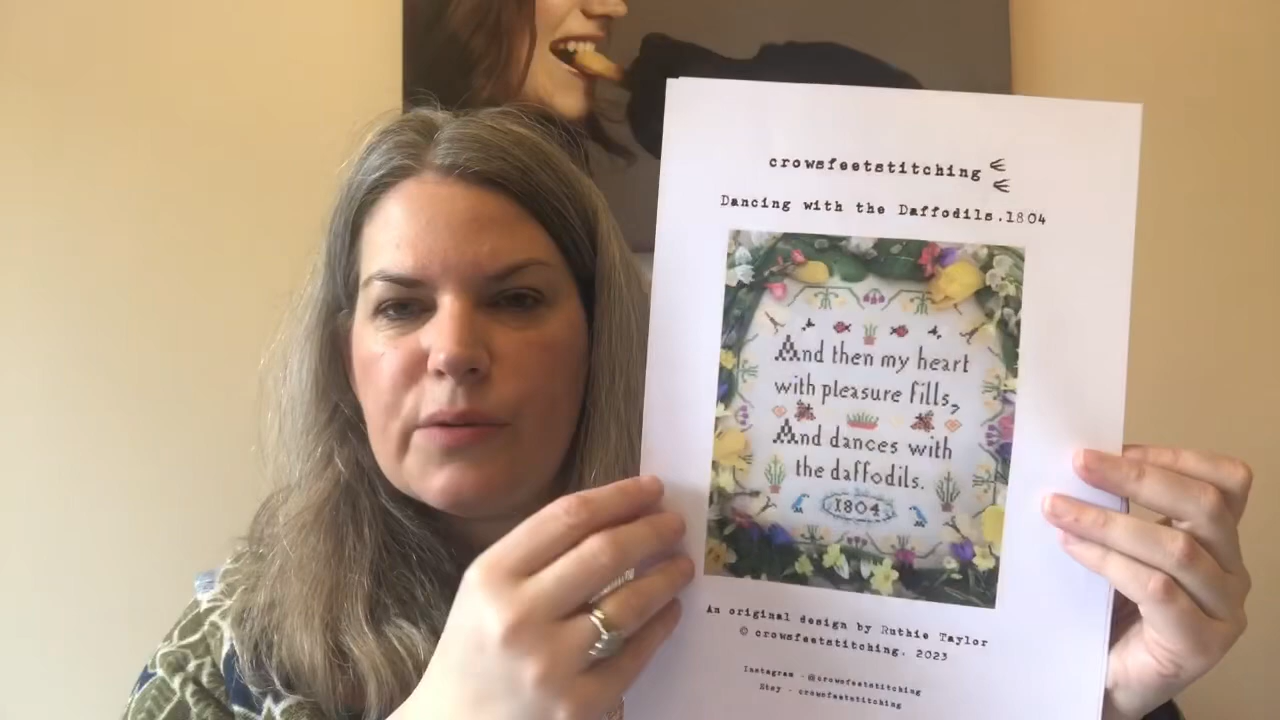 crowsfeetstitching
Dancing with the Daffodils.1804
And then my heart
with pleasure fills,
And dances with
the daffodils.
1804
An original design by Ruthie Taylor
© crowsfeetstitching. 2023
Instagram - @crowsfeetstitching
Etsy - crowsfeetstitching